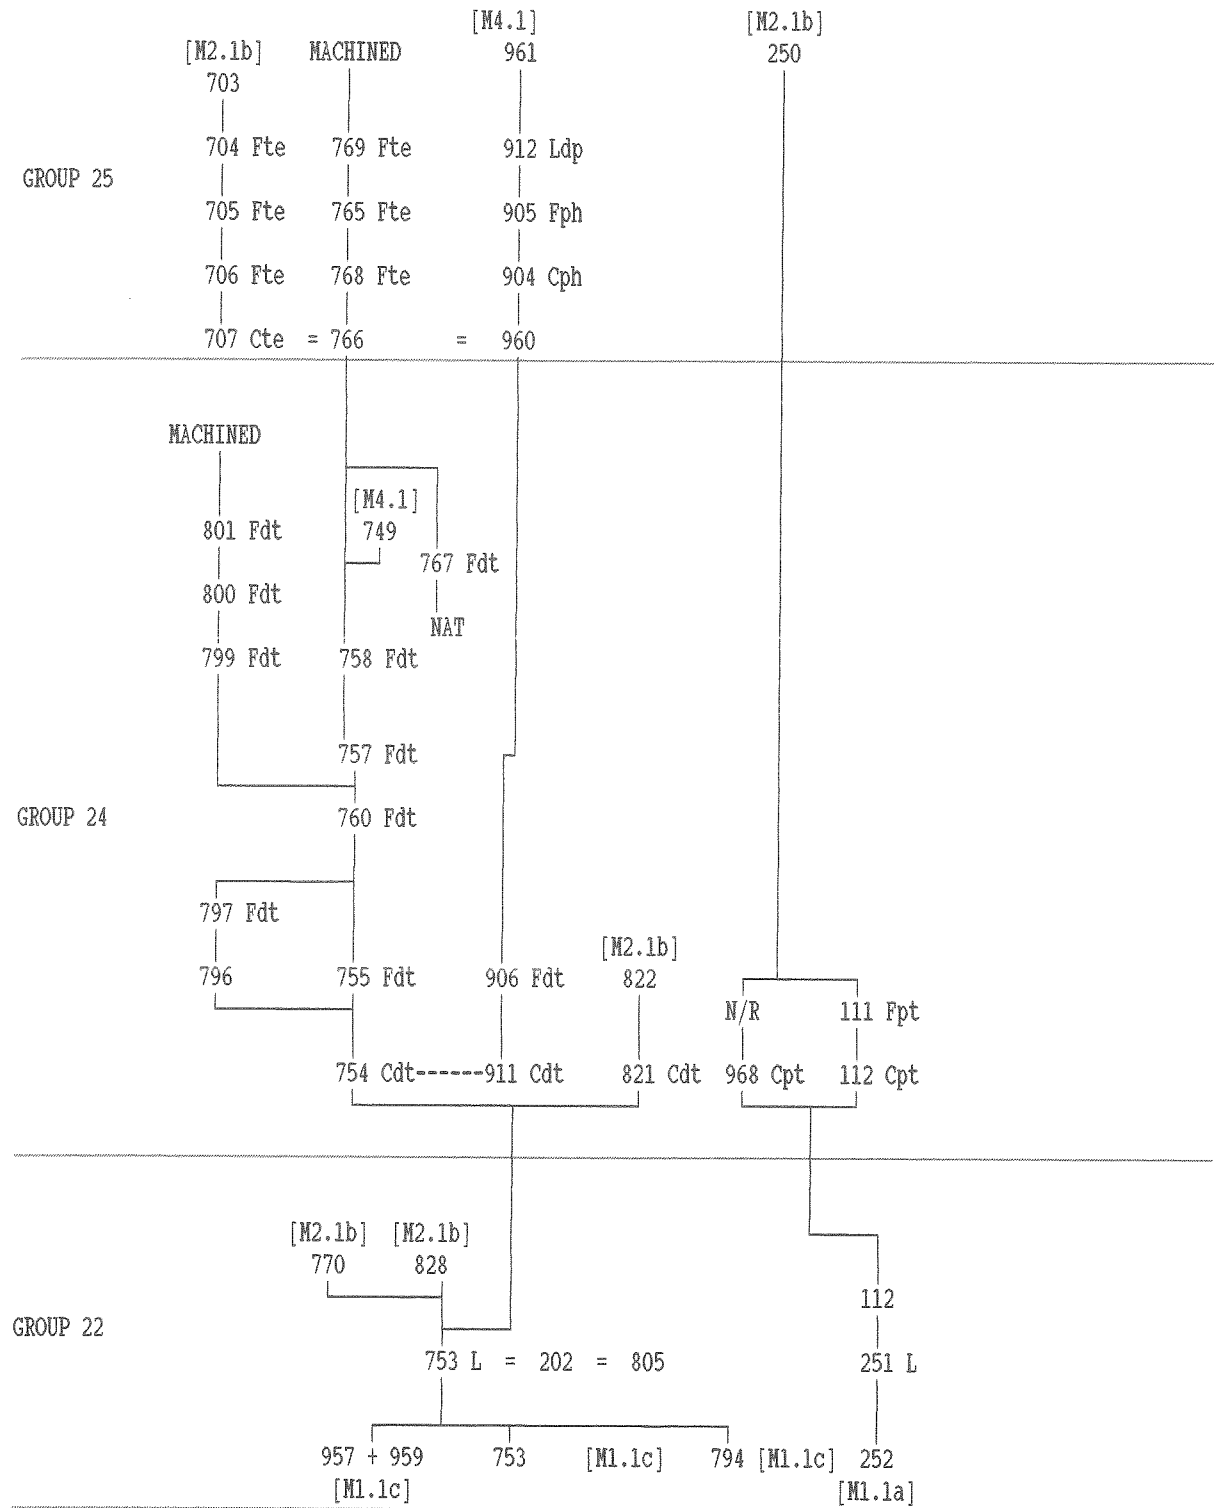 [M4.1] [M2.1b]
[M2.1b] MACHINED 961 250
703
704 Fte 769 Fte 912 Ldp
GROUP 25
705 Fte 765 Fte 905 Fph
706 Fte 768 Fte 904 Cph
707 Cte = 766 = 960
MACHINED
[M4.1]
801 Fdt 749
767 Fdt
800 Fdt
NAT
799 Fdt 758 Fdt
757 Fdt
GROUP 24 760 Fdt
797 Fdt
[M2.1b]
796 755 Fdt 906 Fdt 822
N/R 111 Fpt
754 Cdt------911 Cdt 821 Cdt 968 Cpt 112 Cpt
[M2.1b] [M2.1b]
770 828
112
GROUP 22
753 L = 202 = 805 251 L
957 + 959 753 [M1.1c] 794 [M1.1c] 252
[M1.1c] [M1.1a]